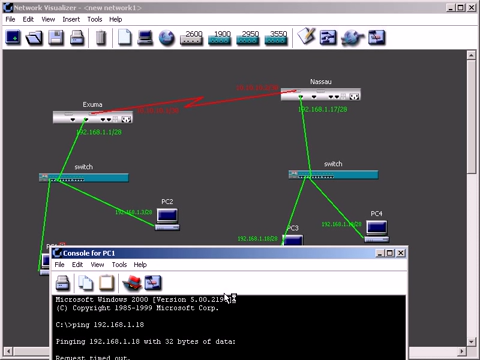 Network Visualizer - <new network1>
File Edit View Insert Tools Help
2600 1900 2950 3550
Nassau
Exuma
192.168.1.17/28
192.168.1.1/28
switch
switch
PC2
192.168.1.3/28
PC4
PC3
Console for PC1
File Edit View Tools Help
Microsoft Windows 2000 [Version 5.00.219
(C) Copyright 1985-1999 Microsoft Corp.
C:\>ping 192.168.1.18
Pinging 192.168.1.18 with 32 bytes of data:
Request timed out.